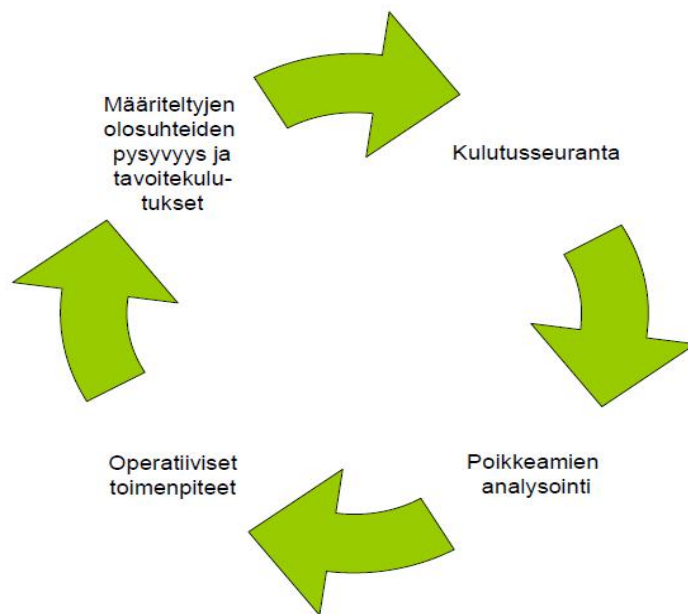 Määriteltyjen
olosuhteiden
pysyvyys ja
tavoitekulu-
tukset
Kulutusseuranta
Poikkeamien
analysointi
Operatiiviset
toimenpiteet